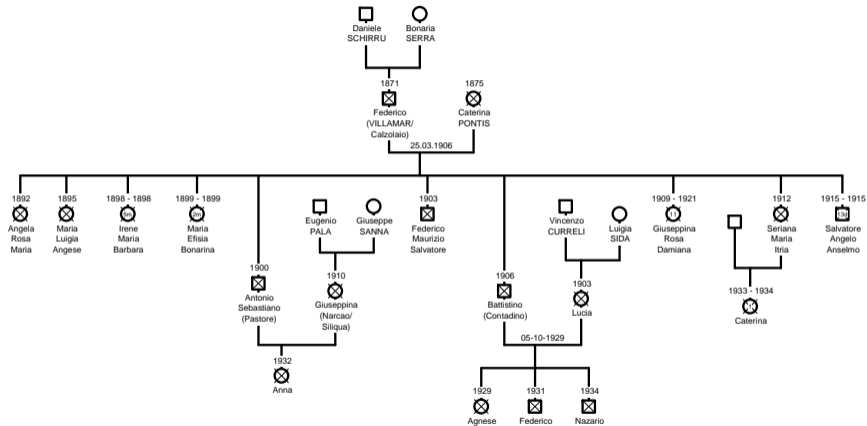 Daniele
SCHIRRU
Bonaria
SERRA
1871
Federico
(VILLAMAR/
Calzolaio)
1875
Caterina
PONTIS
25.03.1906
1892
Angela
Rosa
Maria
1895
Maria
Luigia
Angese
1898 - 1898
5m
Irene
Maria
Barbara
1899 - 1899
2m
Maria
Efisia
Bonarina
1900
Antonio
Sebastiano
(Pastore)
Eugenio
PALA
Giuseppe
SANNA
1910
Giuseppina
(Narcao/
Siliqua)
1932
Anna
1903
Federico
Maurizio
Salvatore
1906
Battistino
(Contadino)
Vincenzo
CURRELI
Luigia
SIDA
1903
Lucia
05-10-1929
1929
Agnese
1931
Federico
1934
Nazario
1909 - 1921
11
Giuseppina
Rosa
Damiana
1912
Seriana
Maria
Itria
1933 - 1934
Caterina
1915 - 1915
13d
Salvatore
Angelo
Anselmo